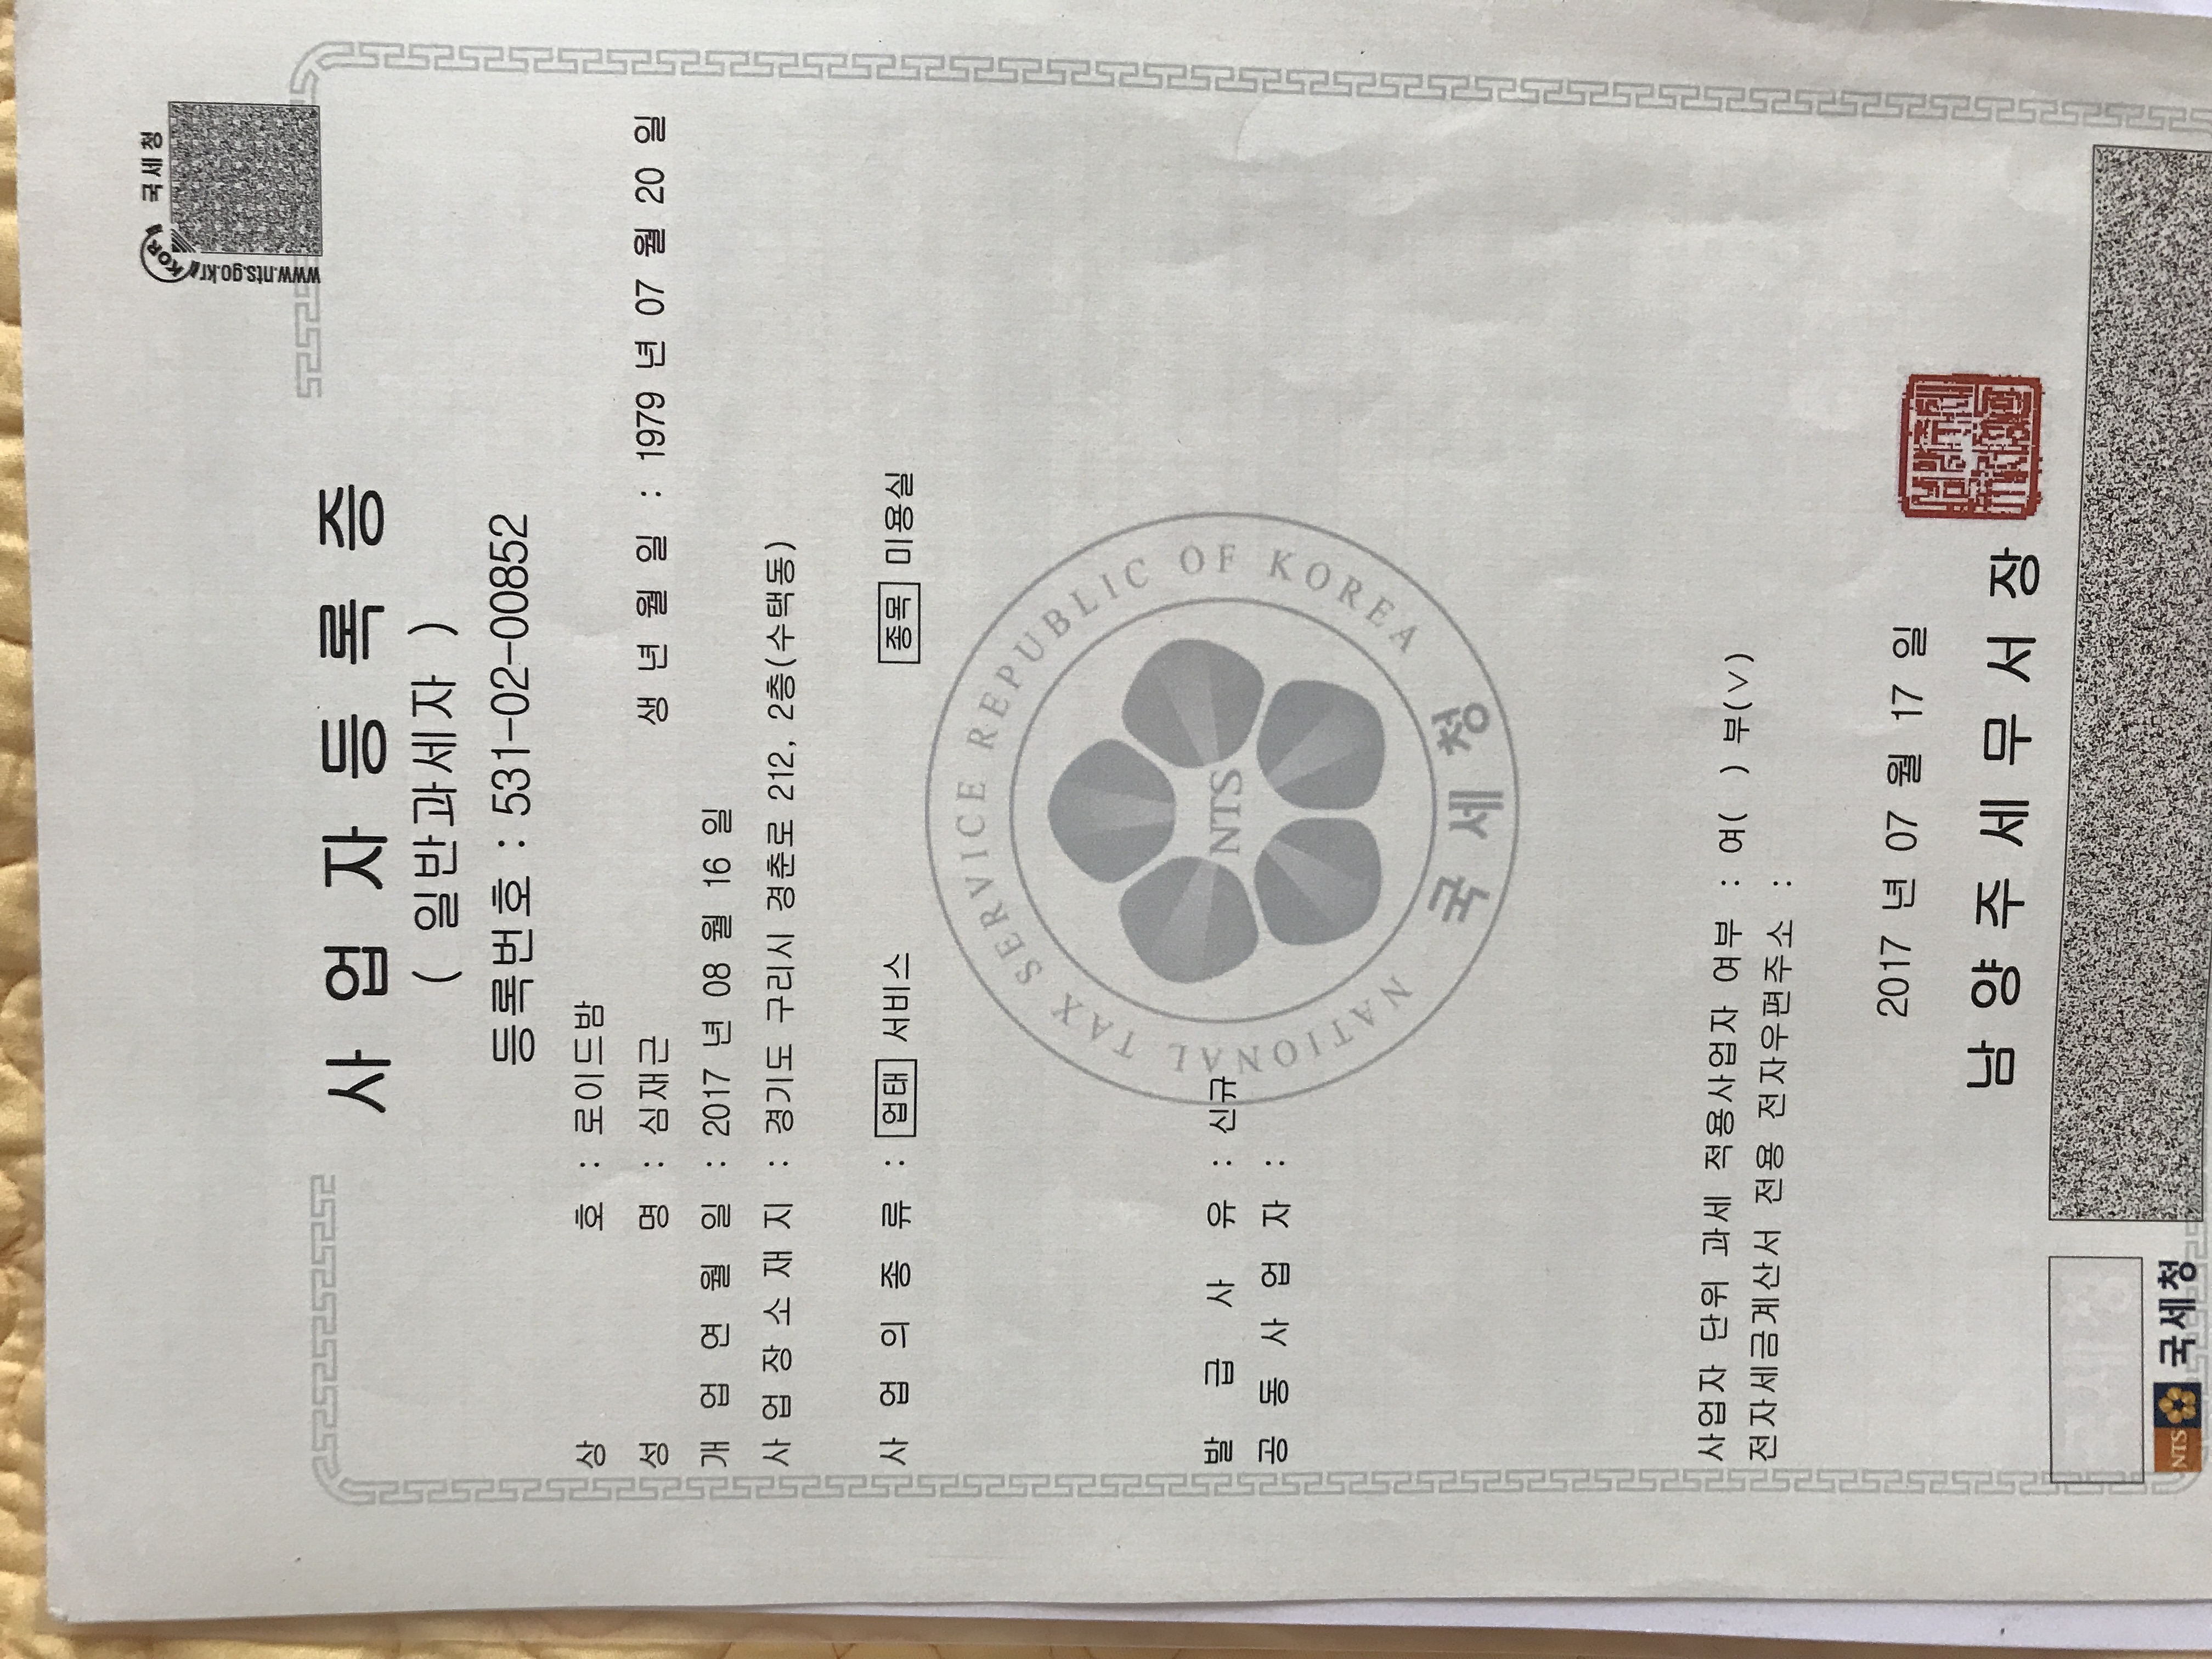 국세청
KOR
www.nts.go.kr
사 업 자 등 록 증
( 일반과세자 )
등록번호 : 531-02-00852
상 호 : 로이드밤
성 명 : 심재근 생 년 월 일 : 1979 년 07 월 20 일
개 업 연 월 일 : 2017 년 08 월 16 일
사 업 장 소 재 지 : 경기도 구리시 경춘로 212, 2층(수택동)
사 업 의 종 류 : 업태 서비스 종목 미용실
NATIONAL TAX SERVICE REPUBLIC OF KOREA
NTS
국세청
발 급 사 유 : 신규
공 동 사 업 자 :
사업자 단위 과세 적용사업자 여부 : 여( ) 부(∨)
전자세금계산서 전용 전자우편주소 :
2017 년 07 월 17 일
남 양 주 세 무 서 장
NTS 국세청